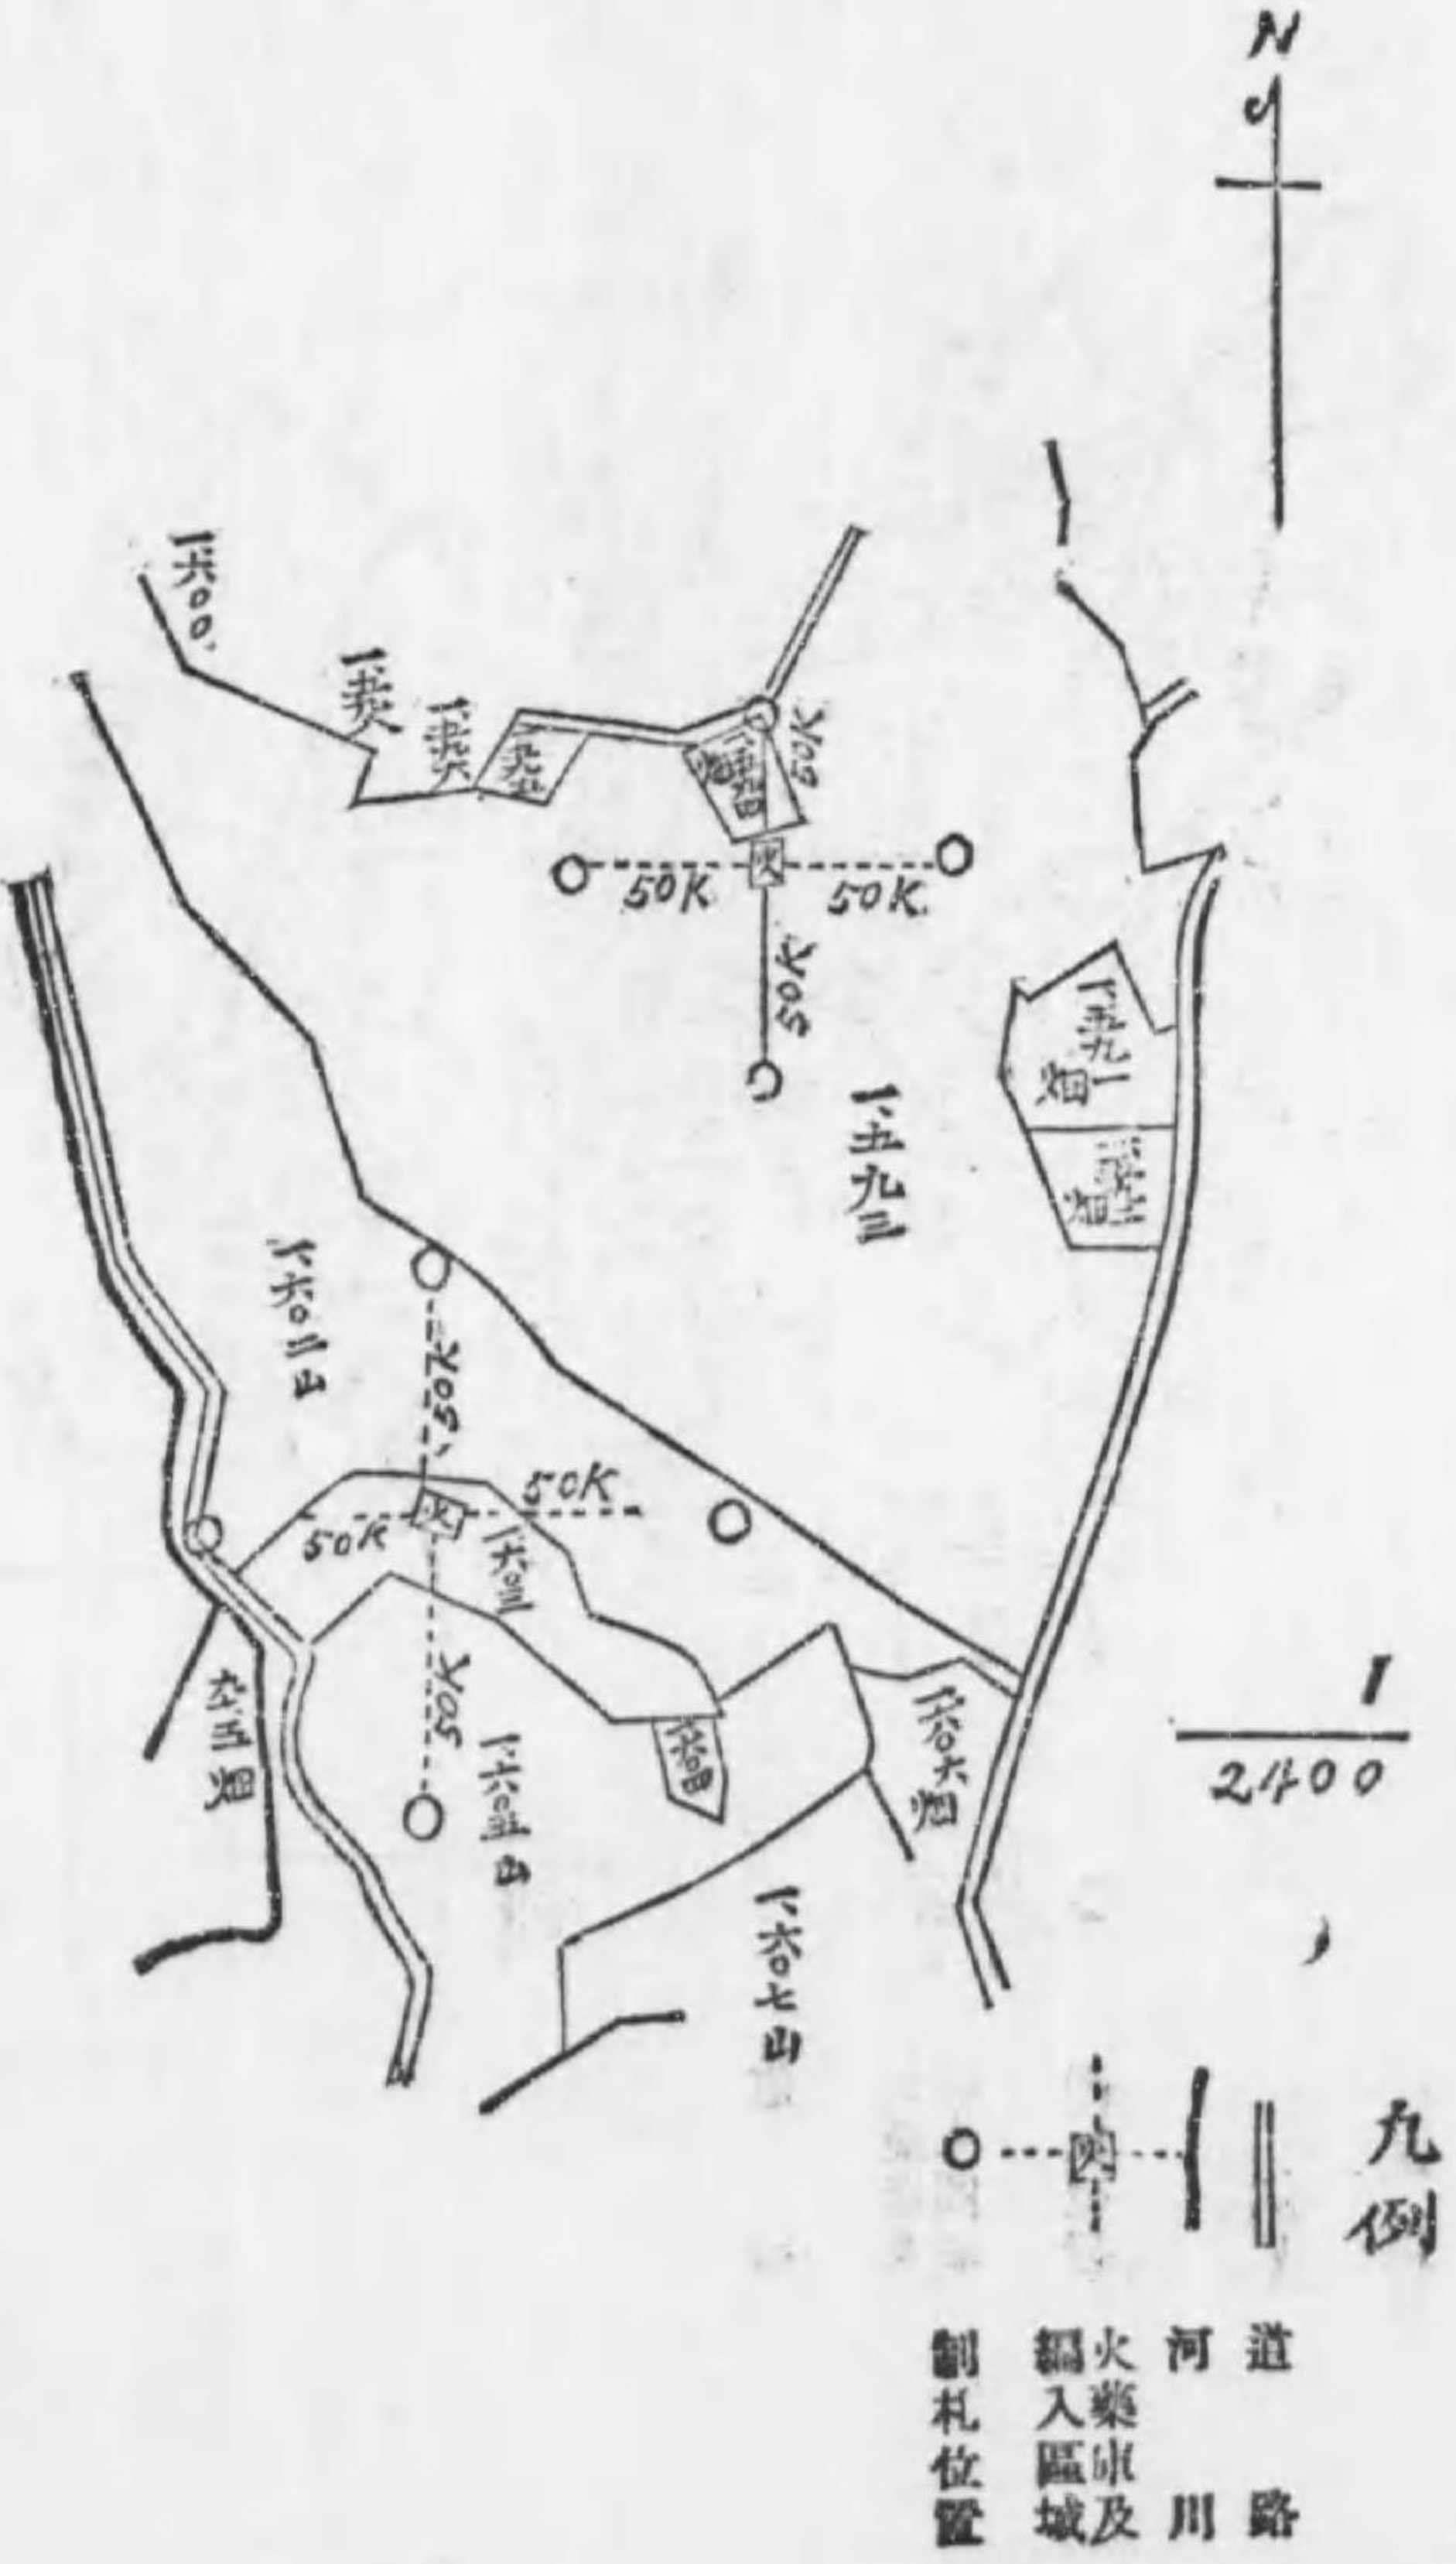 N
一六〇〇
50K
50K
50K
50K
一、五九三
一、五九一
畑
畑
一、六〇二山
50K
50K
50K
50K
一六〇三
一、六〇五山
一六〇四
一、六〇六畑
一、六〇七山
1
2400
凡例
道路
河川
火藥庫及
編入區域
制札位置